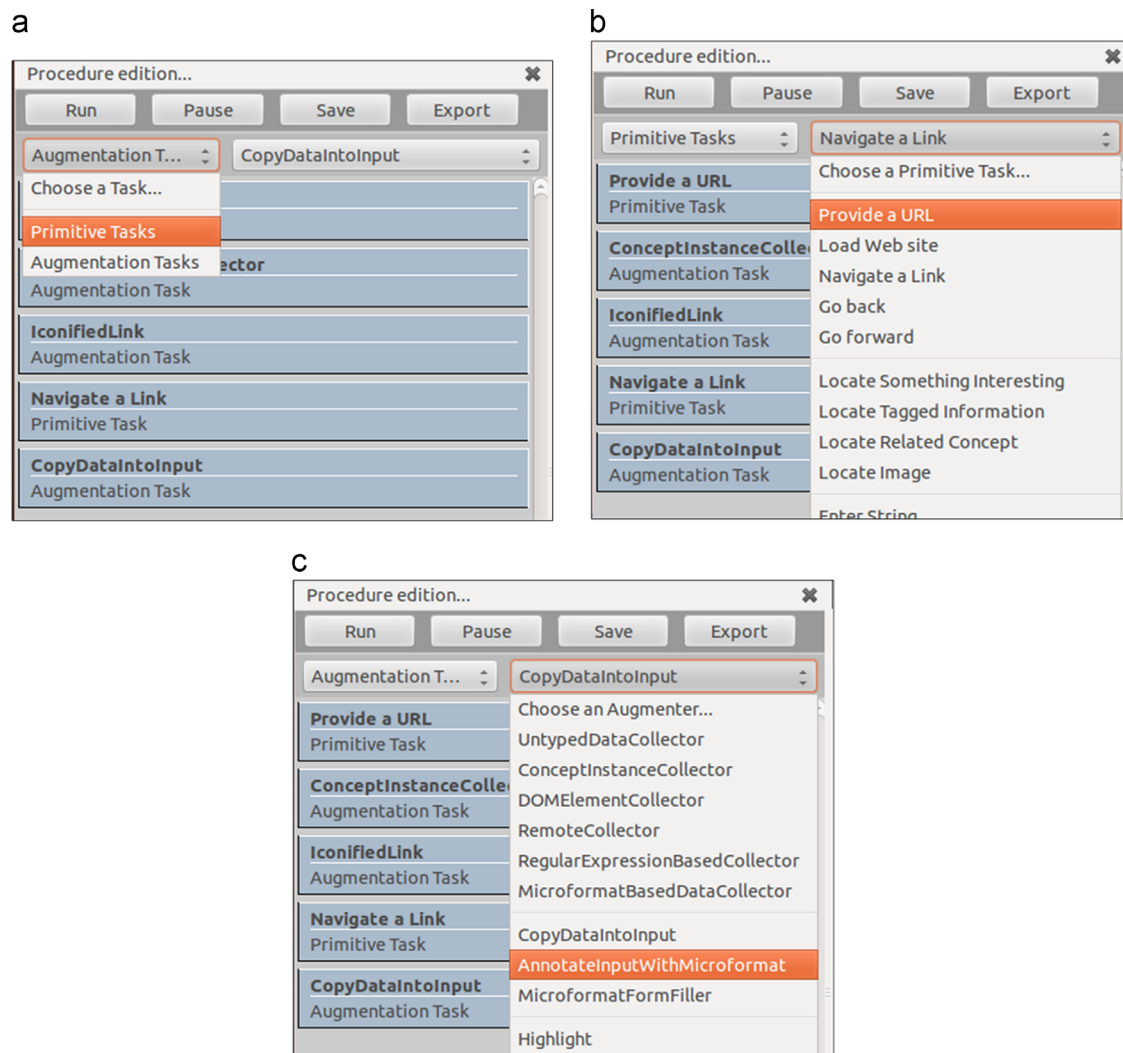 a
Procedure edition...
Run Pause Save Export
Augmentation T... CopyDataIntoInput
Choose a Task...
Primitive Tasks
Augmentation Tasks
ector
Augmentation Task
IconifiedLink
Augmentation Task
Navigate a Link
Primitive Task
CopyDataIntoInput
Augmentation Task
b
Procedure edition...
Run Pause Save Export
Primitive Tasks Navigate a Link
Provide a URL
Primitive Task
ConceptInstanceColle
Augmentation Task
IconifiedLink
Augmentation Task
Navigate a Link
Primitive Task
CopyDataIntoInput
Augmentation Task
Choose a Primitive Task...
Provide a URL
Load Web site
Navigate a Link
Go back
Go forward
Locate Something Interesting
Locate Tagged Information
Locate Related Concept
Locate Image
Enter String
c
Procedure edition...
Run Pause Save Export
Augmentation T... CopyDataIntoInput
Provide a URL
Primitive Task
ConceptInstanceColle
Augmentation Task
IconifiedLink
Augmentation Task
Navigate a Link
Primitive Task
CopyDataIntoInput
Augmentation Task
Choose an Augmenter...
UntypedDataCollector
ConceptInstanceCollector
DOMElementCollector
RemoteCollector
RegularExpressionBasedCollector
MicroformatBasedDataCollector
CopyDataIntoInput
AnnotateInputWithMicroformat
MicroformatFormFiller
Highlight